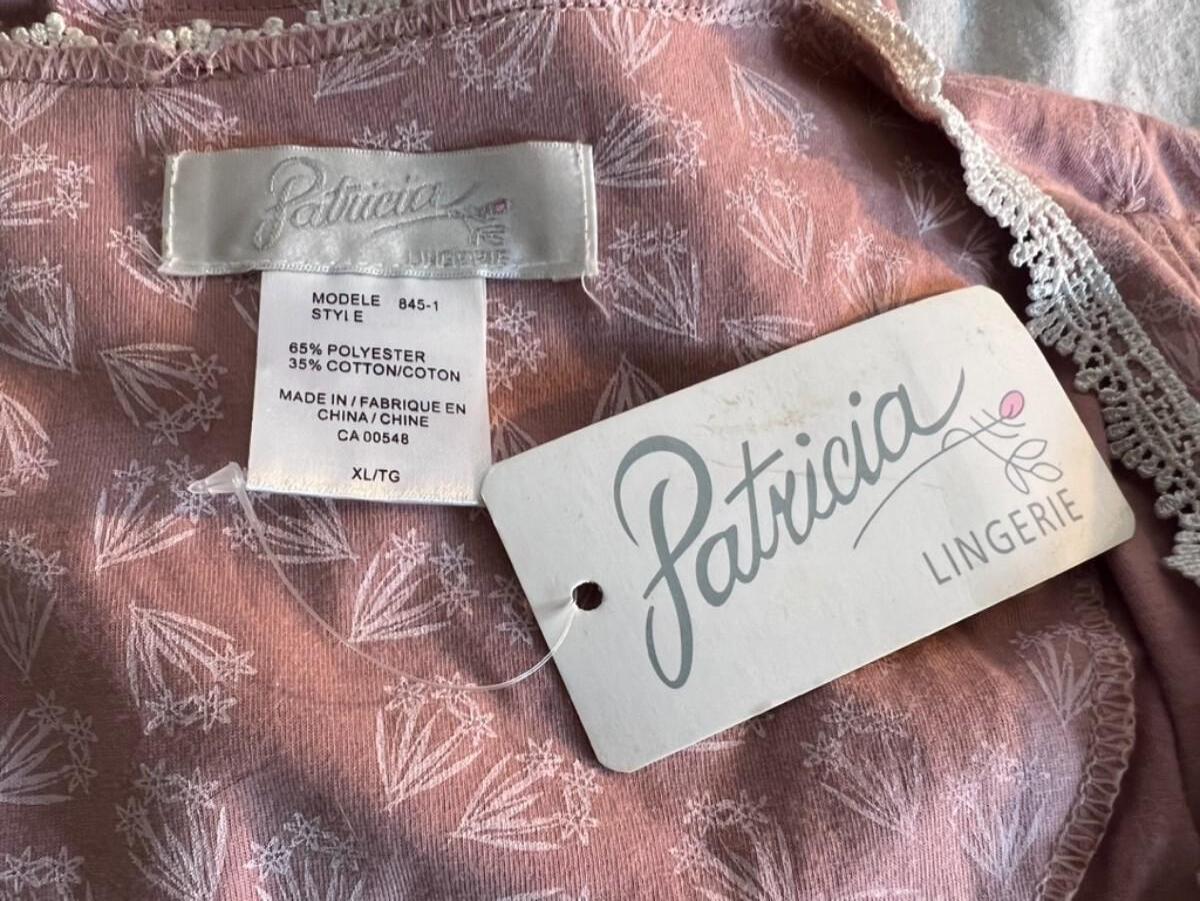 Patricia
LINGERIE
MODELE 845-1
STYLE
65% POLYESTER
35% COTTON/COTON
MADE IN / FABRIQUE EN
CHINA / CHINE
CA 00548
XL/TG
Patricia
LINGERIE